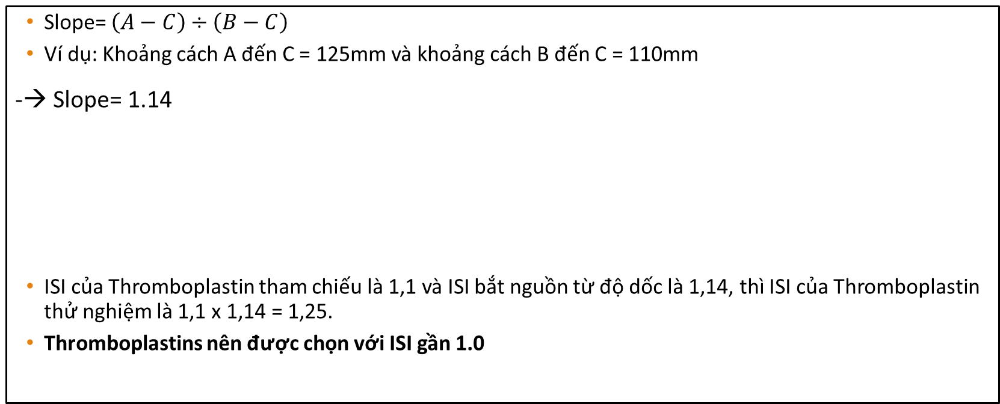 • Slope= (A − C) ÷ (B − C)
• Ví dụ: Khoảng cách A đến C = 125mm và khoảng cách B đến C = 110mm
-→ Slope= 1.14
• ISI của Thromboplastin tham chiếu là 1,1 và ISI bắt nguồn từ độ dốc là 1,14, thì ISI của Thromboplastin
thử nghiệm là 1,1 x 1,14 = 1,25.
• Thromboplastins nên được chọn với ISI gần 1.0